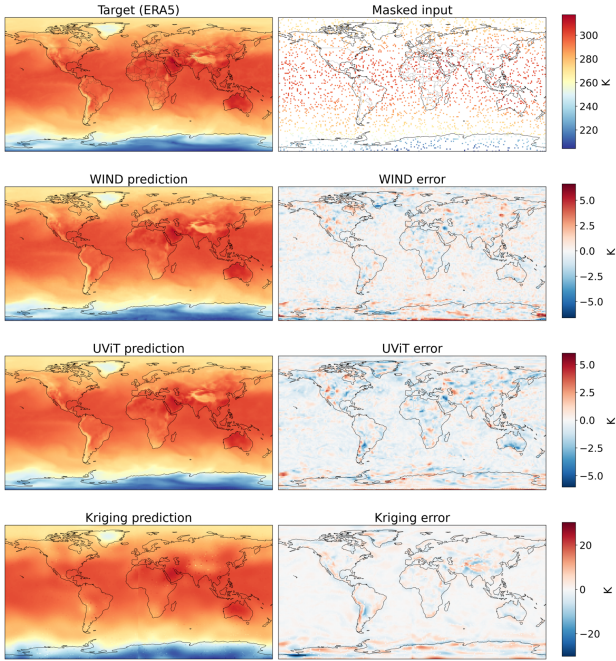 Target (ERA5)
Masked input
300
280
260
240
220
K
WIND prediction
WIND error
5.0
2.5
0.0
−2.5
−5.0
K
UViT prediction
UViT error
5.0
2.5
0.0
−2.5
−5.0
K
Kriging prediction
Kriging error
20
0
−20
K